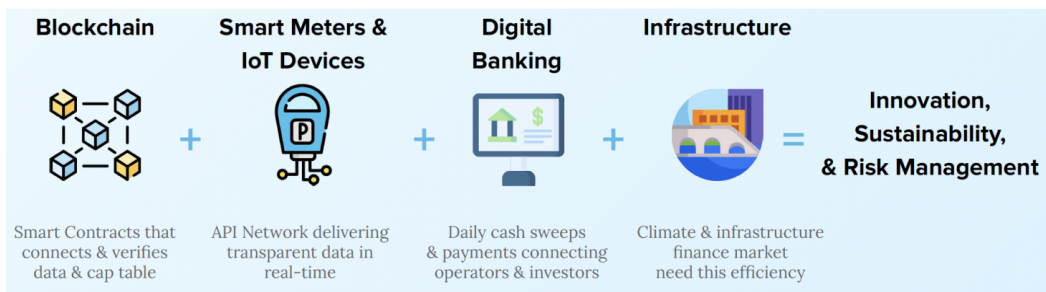 Blockchain
Smart Meters &
IoT Devices
Digital
Banking
Infrastructure
P
$
+
+
+
=
Innovation,
Sustainability,
& Risk Management
Smart Contracts that
connects & verifies
data & cap table
API Network delivering
transparent data in
real-time
Daily cash sweeps
& payments connecting
operators & investors
Climate & infrastructure
finance market
need this efficiency